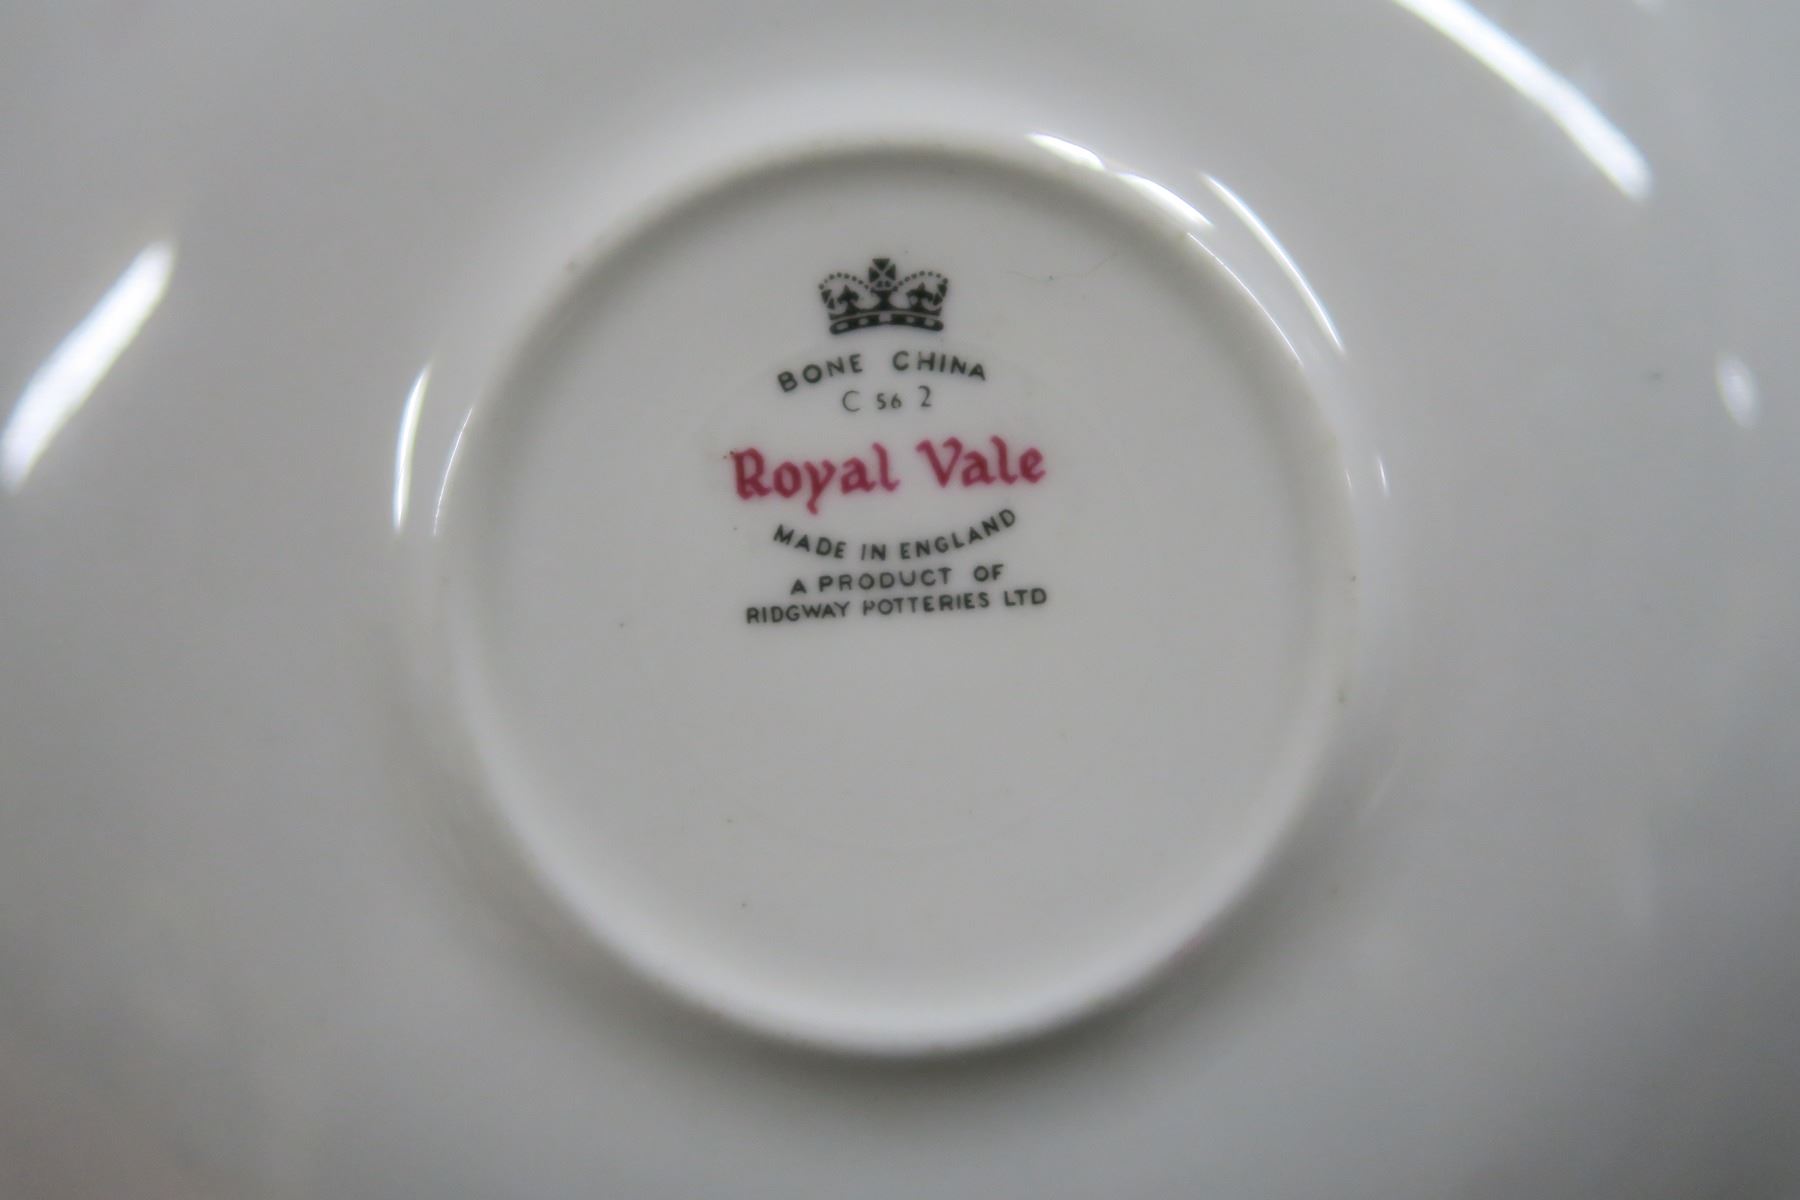 BONE CHINA
C 56 2
Royal Vale
MADE IN ENGLAND
A PRODUCT OF
RIDGWAY POTTERIES LTD